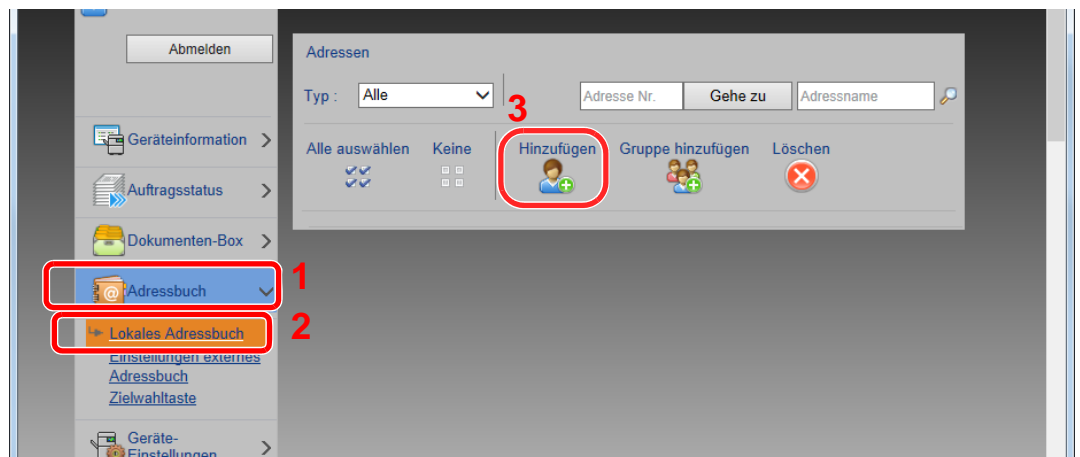 Abmelden
Geräteinformation
Auftragsstatus
Dokumenten-Box
Adressbuch
1
Lokales Adressbuch
2
Einstellungen externes
Adressbuch
Zielwahltaste
Geräte-
Einstellungen
Adressen
Typ : Alle Adresse Nr. Gehe zu Adressname
3
Alle auswählen Keine Hinzufügen Gruppe hinzufügen Löschen